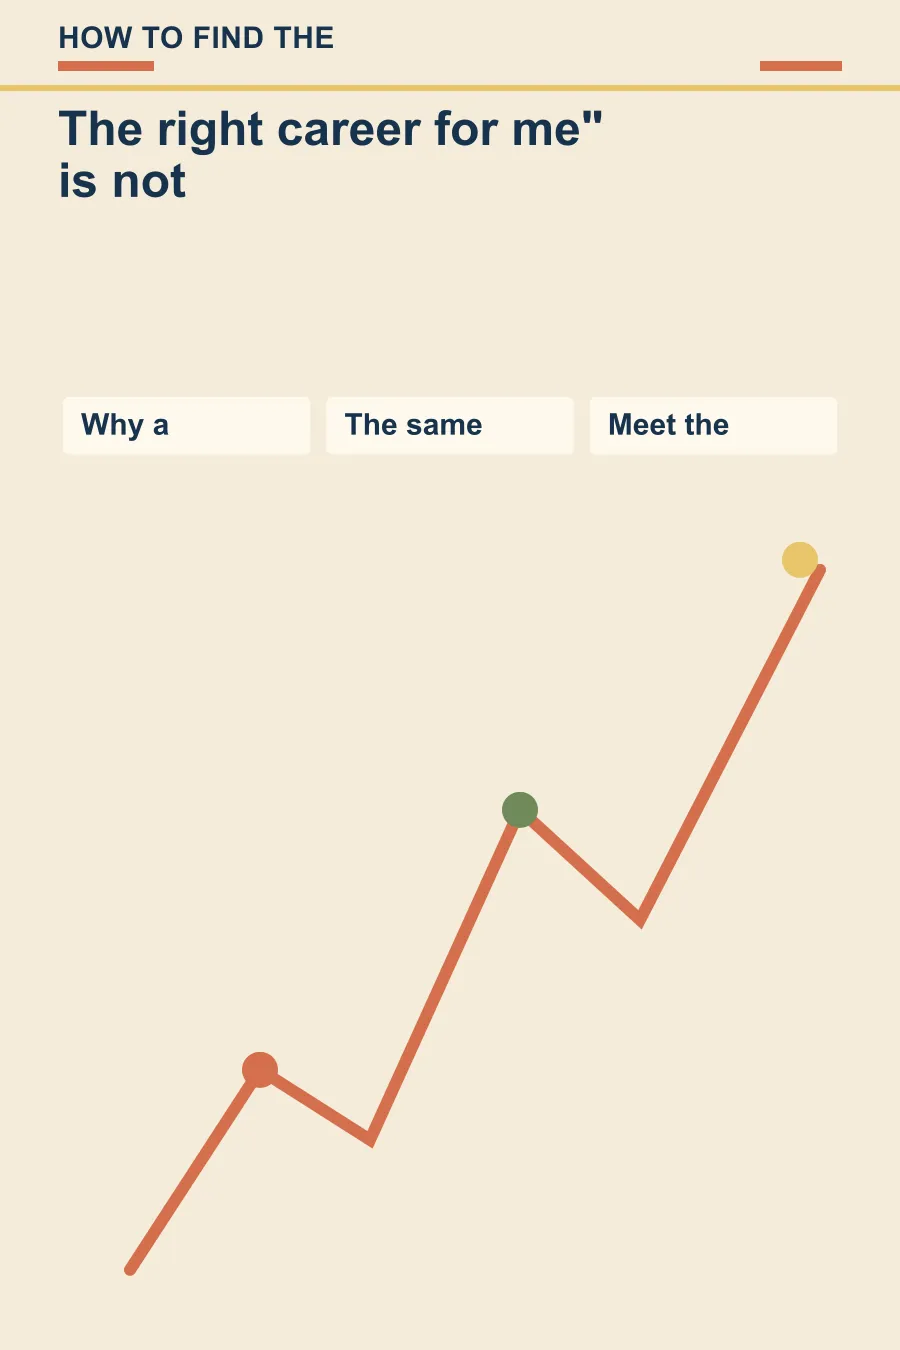 HOW TO FIND THE
The right career for me"
is not
Why a
The same
Meet the